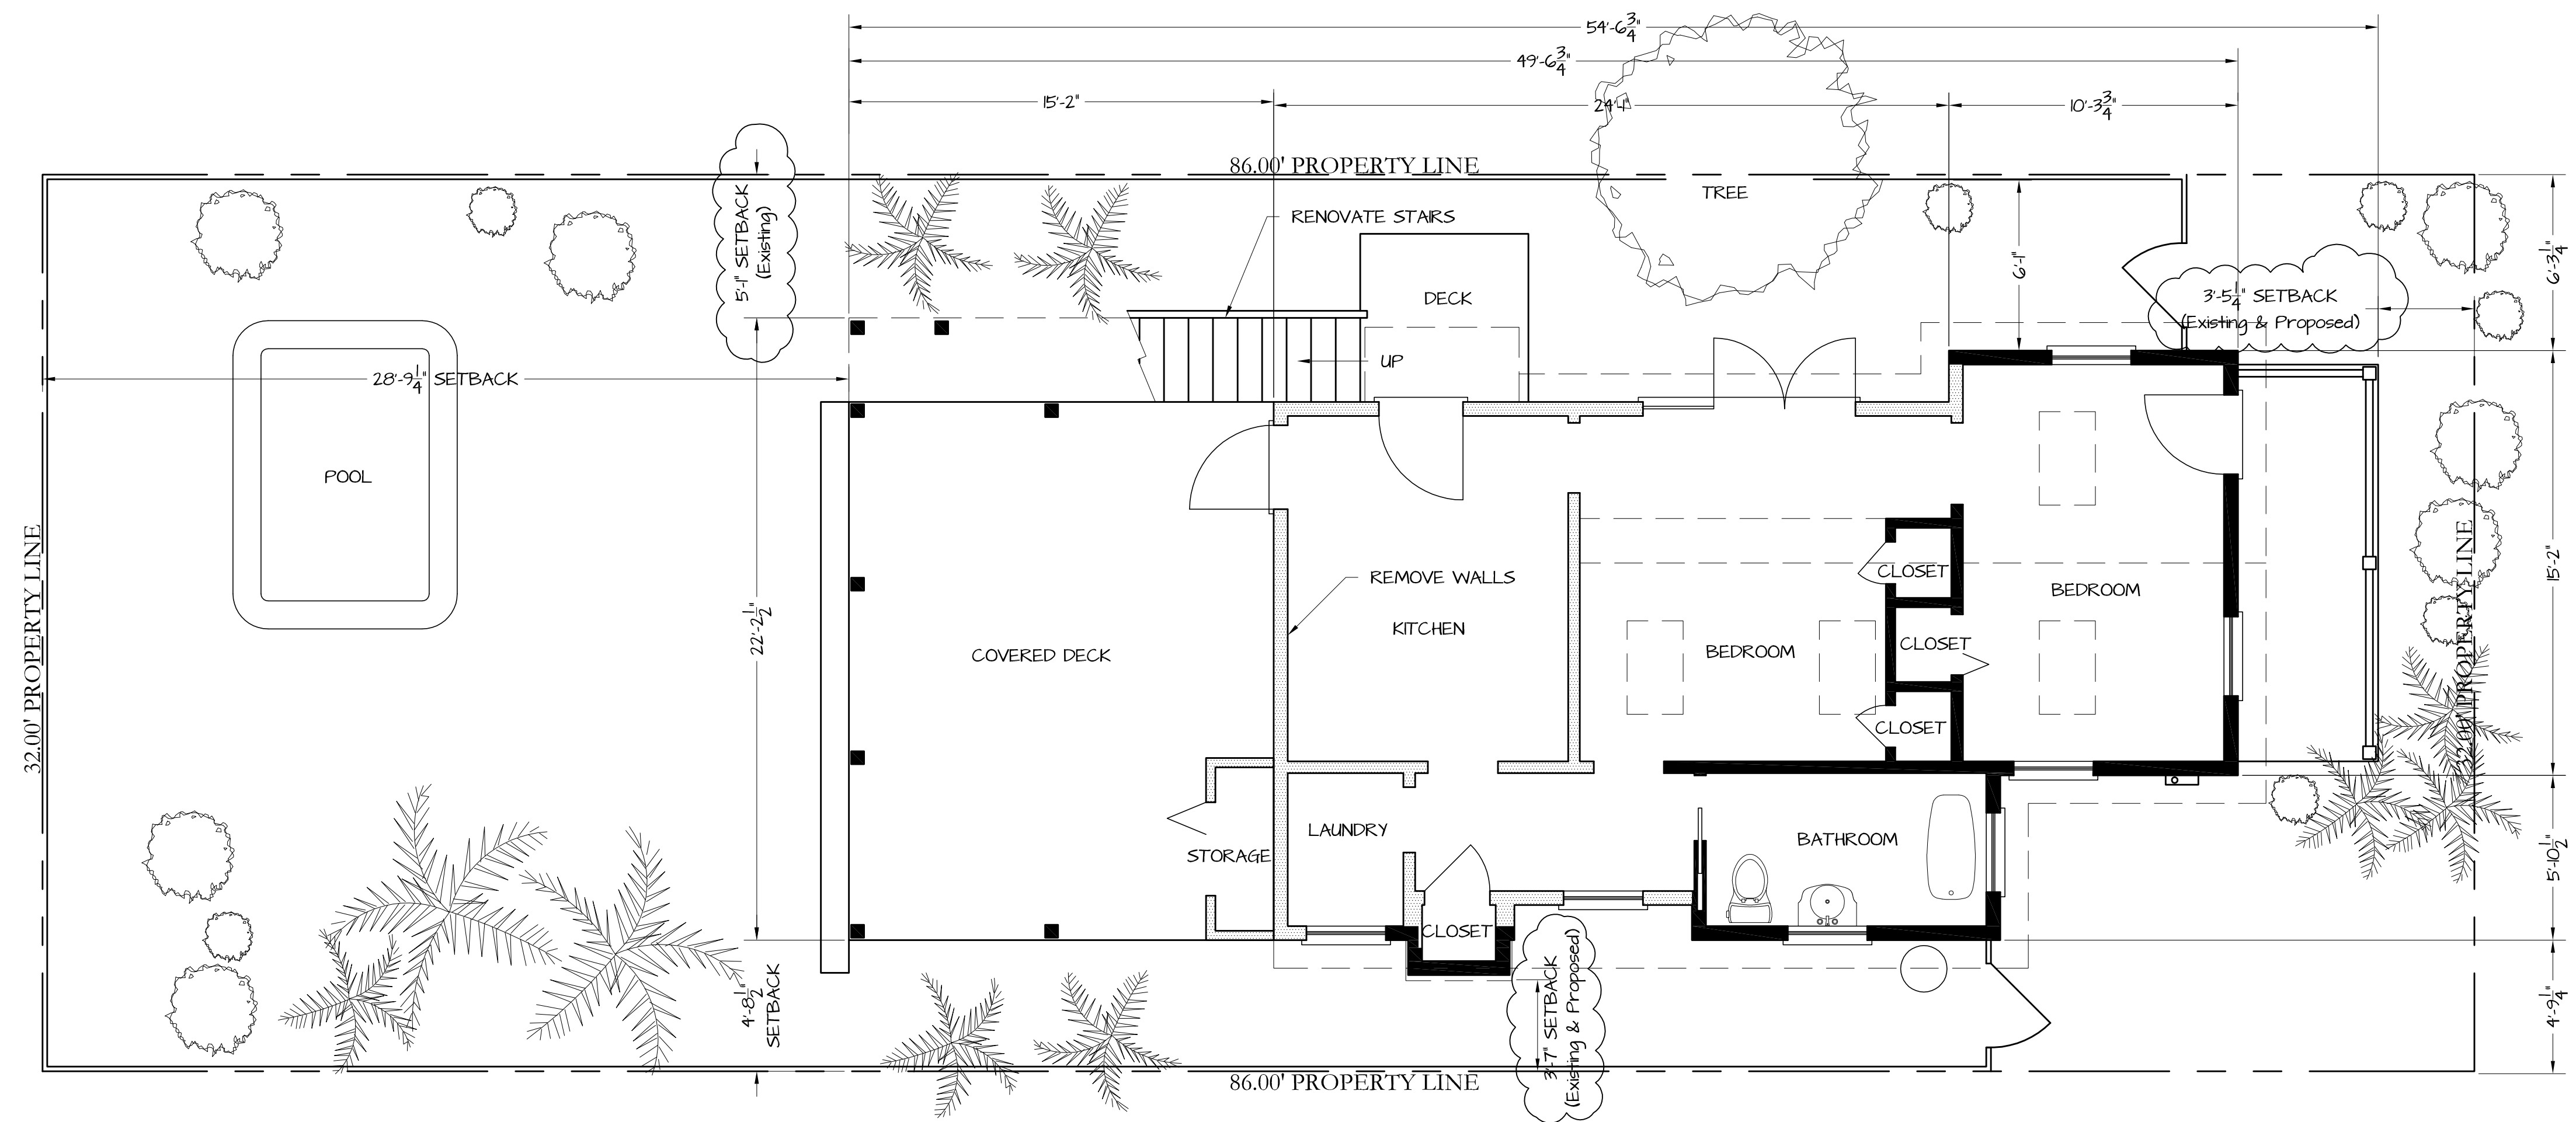 54'-6 3/4"
49'-6 3/4"
15'-2"
24'4"
10'-3 3/4"
86.00' PROPERTY LINE
TREE
5'-1" SETBACK
(Existing)
RENOVATE STAIRS
6'-1"
6'-3 1/4"
DECK
3'-5 1/4" SETBACK
(Existing & Proposed)
UP
28'-9 1/4" SETBACK
POOL
32.00' PROPERTY LINE
22'-2 1/2"
COVERED DECK
REMOVE WALLS
KITCHEN
BEDROOM
CLOSET
CLOSET
CLOSET
BEDROOM
32.00' PROPERTY LINE
15'-2"
LAUNDRY
STORAGE
BATHROOM
5'-10 1/2"
CLOSET
4'-8 1/2"
SETBACK
3'-7" SETBACK
(Existing & Proposed)
4'-9 1/4"
86.00' PROPERTY LINE